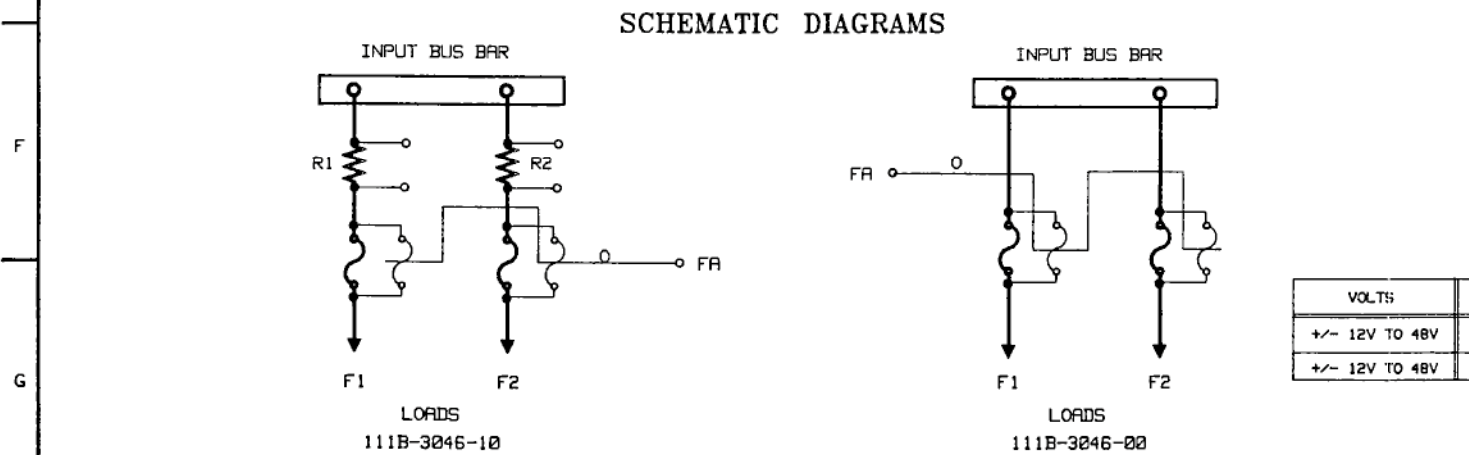 SCHEMATIC DIAGRAMS
INPUT BUS BAR
INPUT BUS BAR
F
R1
R2
FA
FA
VOLTS
+/- 12V TO 48V
+/- 12V TO 48V
G
F1
F2
F1
F2
LOADS
LOADS
111B-3046-10
111B-3046-00